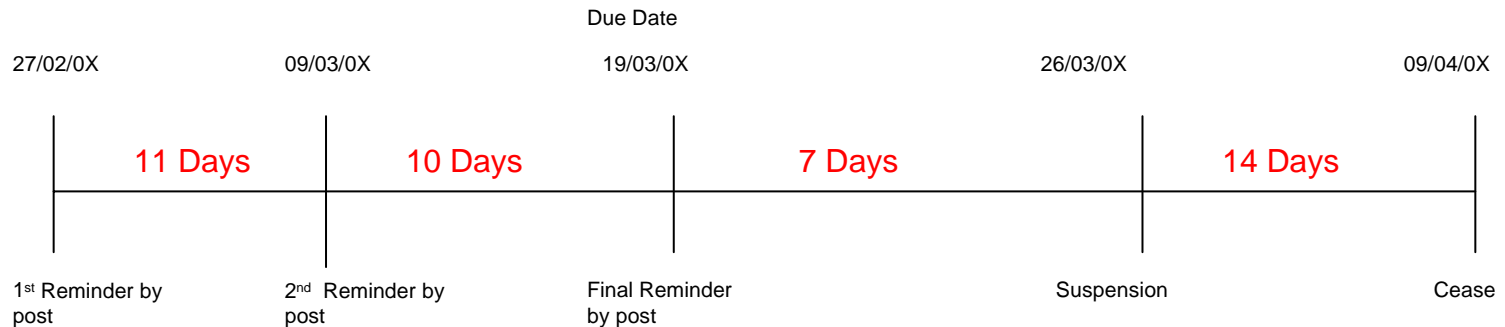 Due Date
27/02/0X 09/03/0X 19/03/0X 26/03/0X 09/04/0X
11 Days 10 Days 7 Days 14 Days
1st Reminder by post
2nd Reminder by post
Final Reminder by post
Suspension
Cease